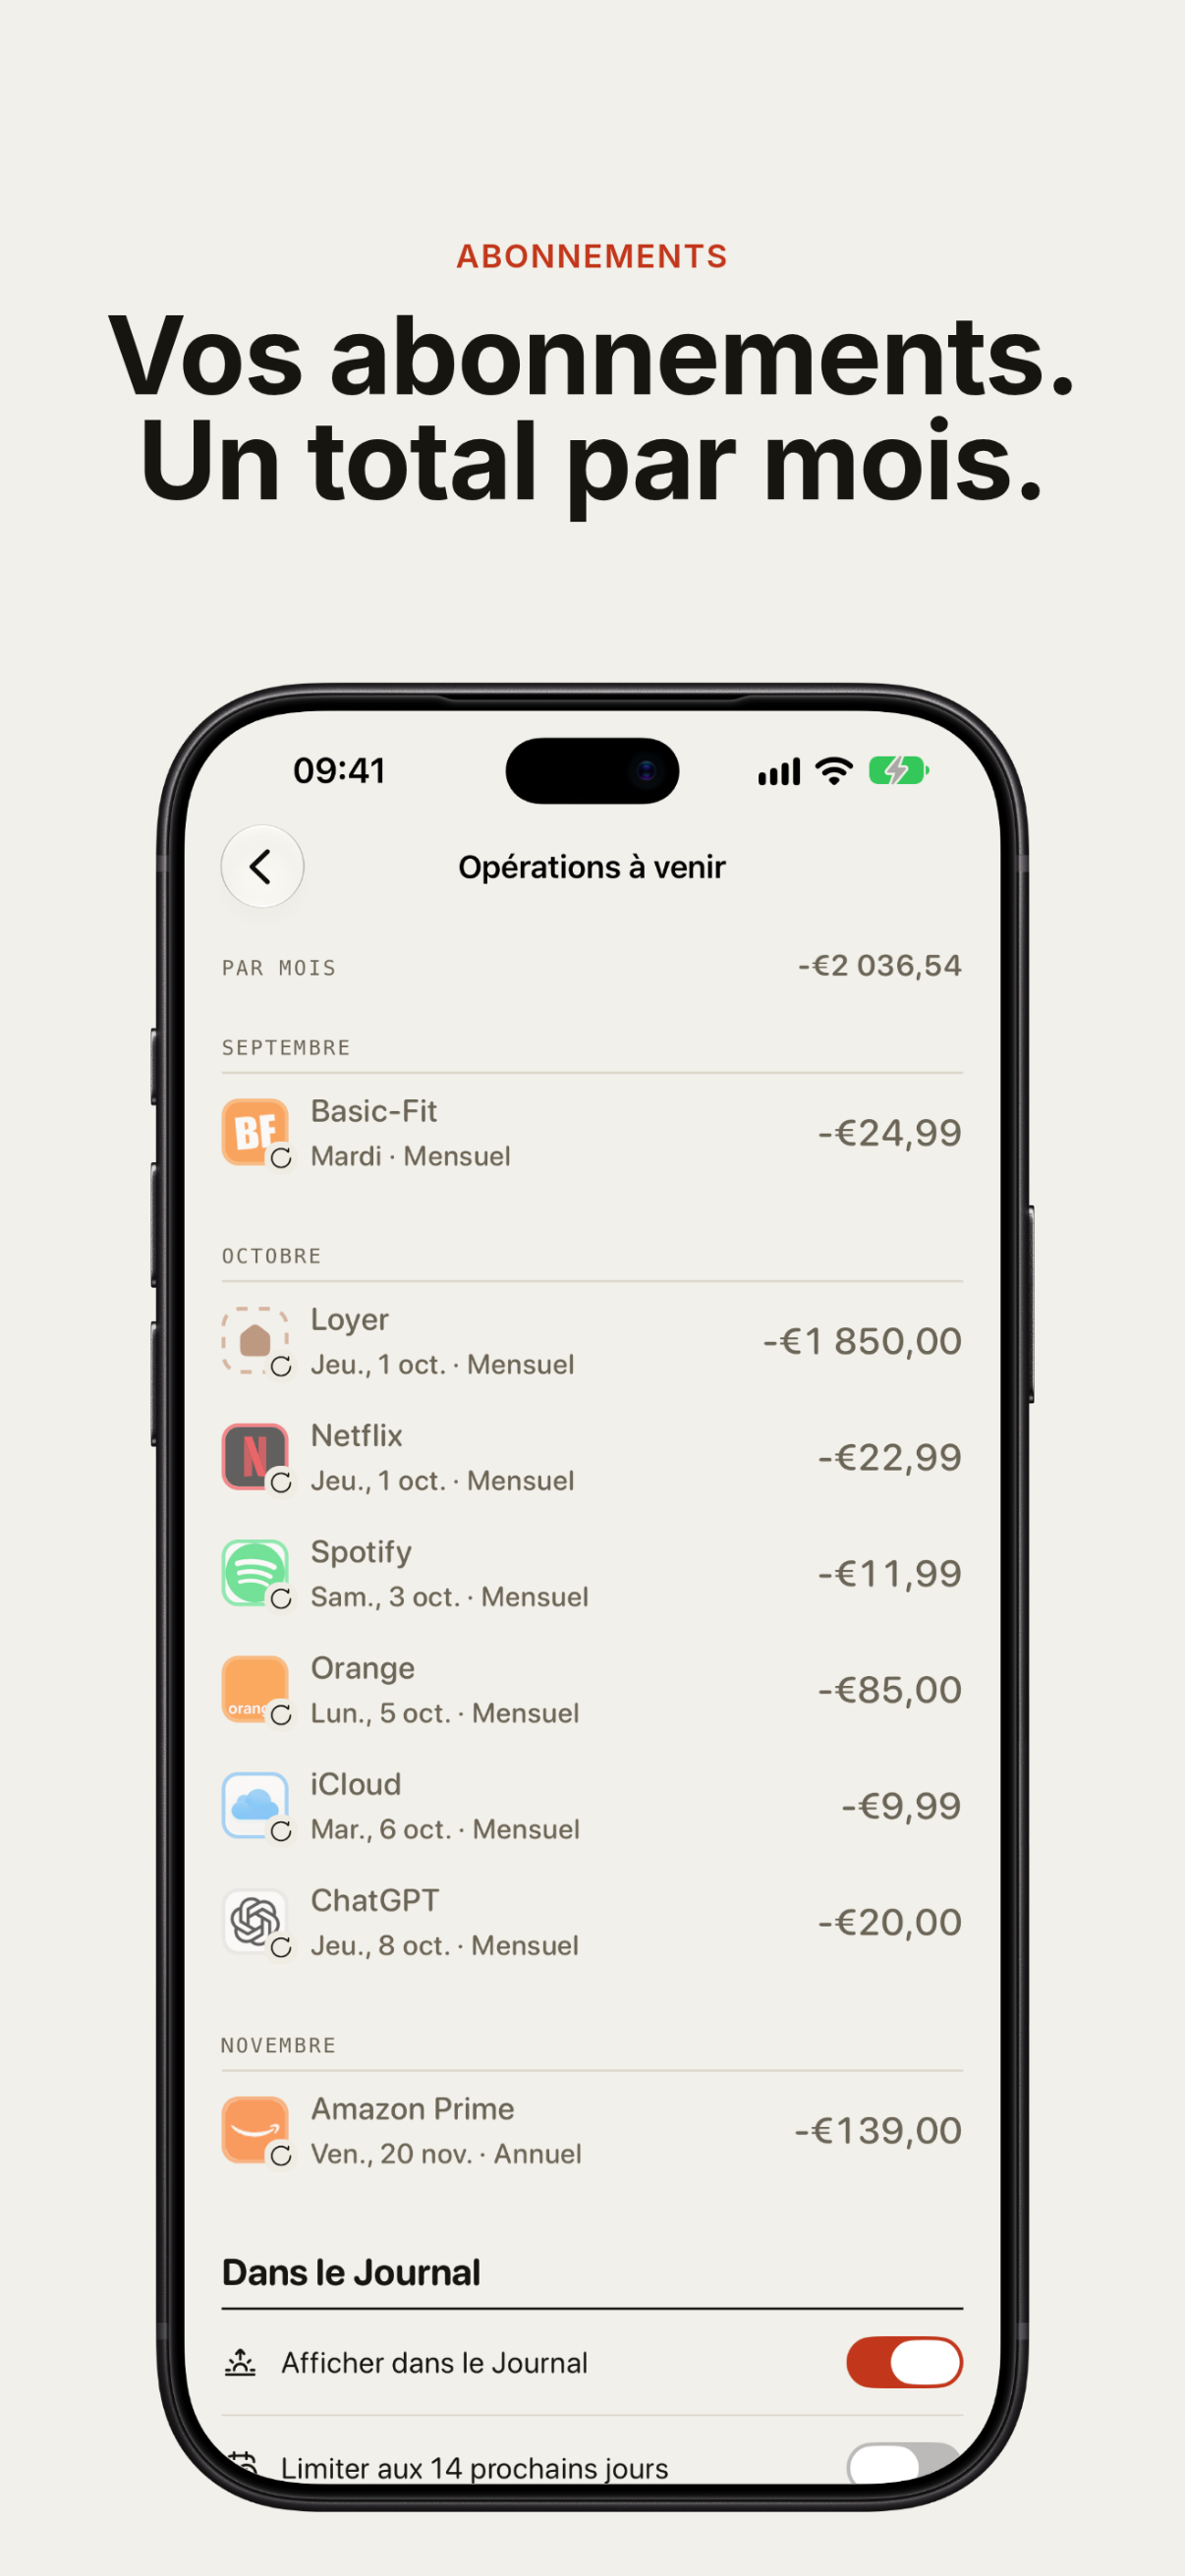 ABONNEMENTS
Vos abonnements.
Un total par mois.
09:41
Opérations à venir
PAR MOIS -€2 036,54
SEPTEMBRE
BF
Basic-Fit
Mardi · Mensuel
-€24,99
OCTOBRE
Loyer
Jeu., 1 oct. · Mensuel
-€1 850,00
N
Netflix
Jeu., 1 oct. · Mensuel
-€22,99
Spotify
Sam., 3 oct. · Mensuel
-€11,99
Orange
Lun., 5 oct. · Mensuel
-€85,00
iCloud
Mar., 6 oct. · Mensuel
-€9,99
ChatGPT
Jeu., 8 oct. · Mensuel
-€20,00
NOVEMBRE
Amazon Prime
Ven., 20 nov. · Annuel
-€139,00
Dans le Journal
Afficher dans le Journal
Limiter aux 14 prochains jours